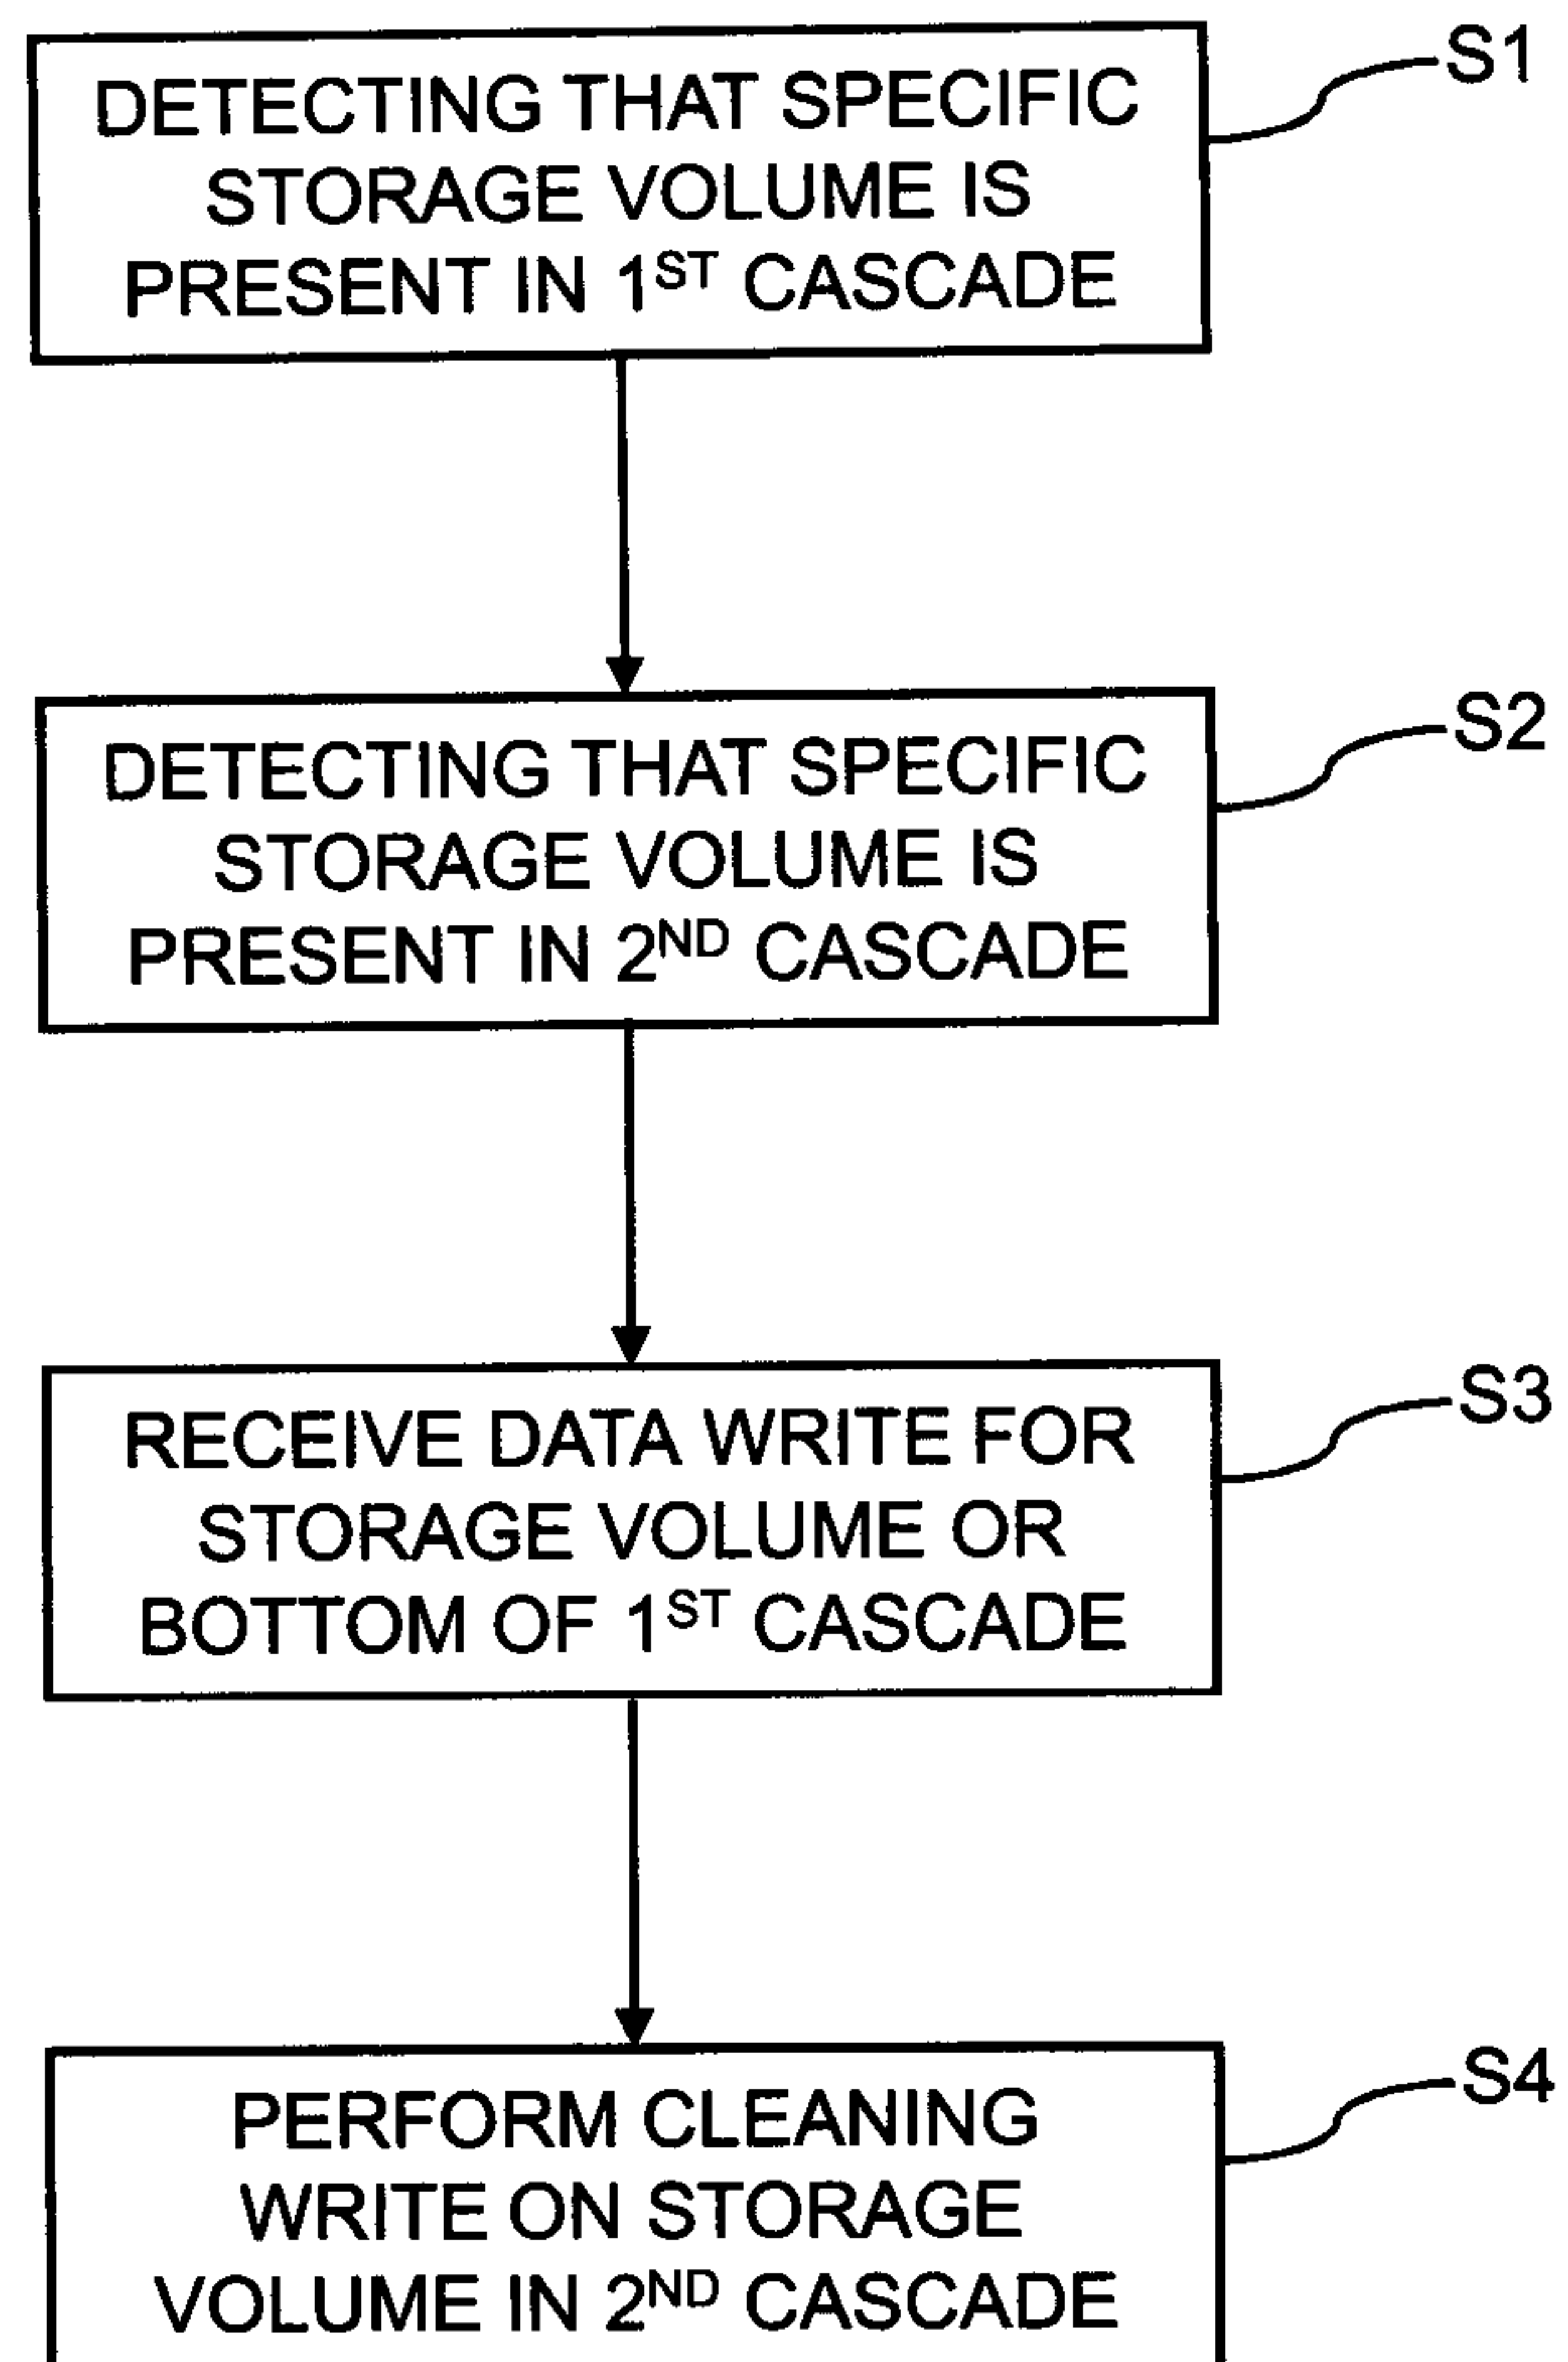 DETECTING THAT SPECIFIC
STORAGE VOLUME IS
PRESENT IN 1ST CASCADE
S1
DETECTING THAT SPECIFIC
STORAGE VOLUME IS
PRESENT IN 2ND CASCADE
S2
RECEIVE DATA WRITE FOR
STORAGE VOLUME OR
BOTTOM OF 1ST CASCADE
S3
PERFORM CLEANING
WRITE ON STORAGE
VOLUME IN 2ND CASCADE
S4